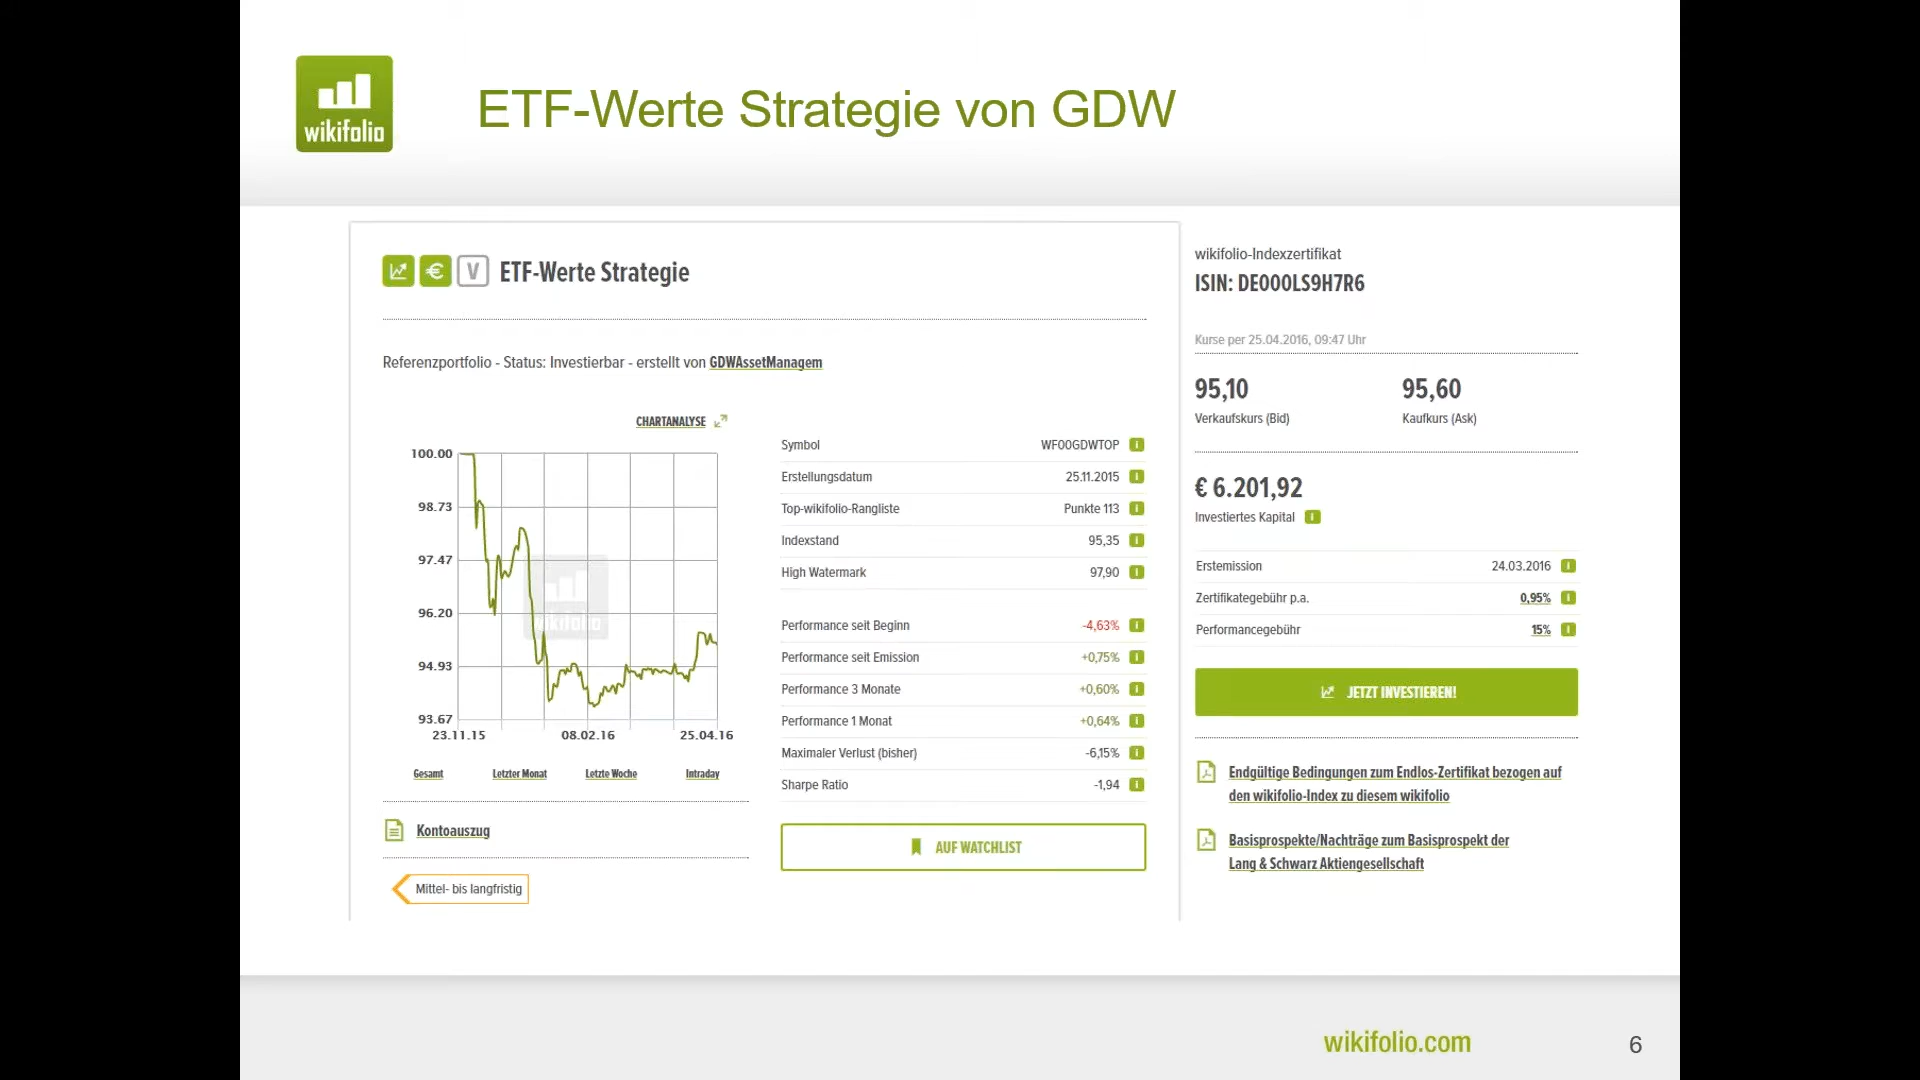 wikifolio
ETF-Werte Strategie von GDW
V ETF-Werte Strategie
Referenzportfolio - Status: Investierbar - erstellt von GDWAssetManagem
CHARTANALYSE
100.00
98.73
97.47
96.20
94.93
93.67
wikifolio
23.11.15 08.02.16 25.04.16
Gesamt Letzter Monat Letzte Woche Intraday
Kontoauszug
Mittel- bis langfristig
Symbol WF00GDWTOP
Erstellungsdatum 25.11.2015
Top-wikifolio-Rangliste Punkte 113
Indexstand 95,35
High Watermark 97,90
Performance seit Beginn -4,63%
Performance seit Emission +0,75%
Performance 3 Monate +0,60%
Performance 1 Monat +0,64%
Maximaler Verlust (bisher) -6,15%
Sharpe Ratio -1,94
AUF WATCHLIST
wikifolio-Indexzertifikat
ISIN: DE000LS9H7R6
Kurse per 25.04.2016, 09:47 Uhr
95,10 95,60
Verkaufskurs (Bid) Kaufkurs (Ask)
€ 6.201,92
Investiertes Kapital
Erstemission 24.03.2016
Zertifikategebühr p.a. 0,95%
Performancegebühr 15%
JETZT INVESTIEREN!
Endgültige Bedingungen zum Endlos-Zertifikat bezogen auf
den wikifolio-Index zu diesem wikifolio
Basisprospekte/Nachträge zum Basisprospekt der
Lang & Schwarz Aktiengesellschaft
wikifolio.com 6